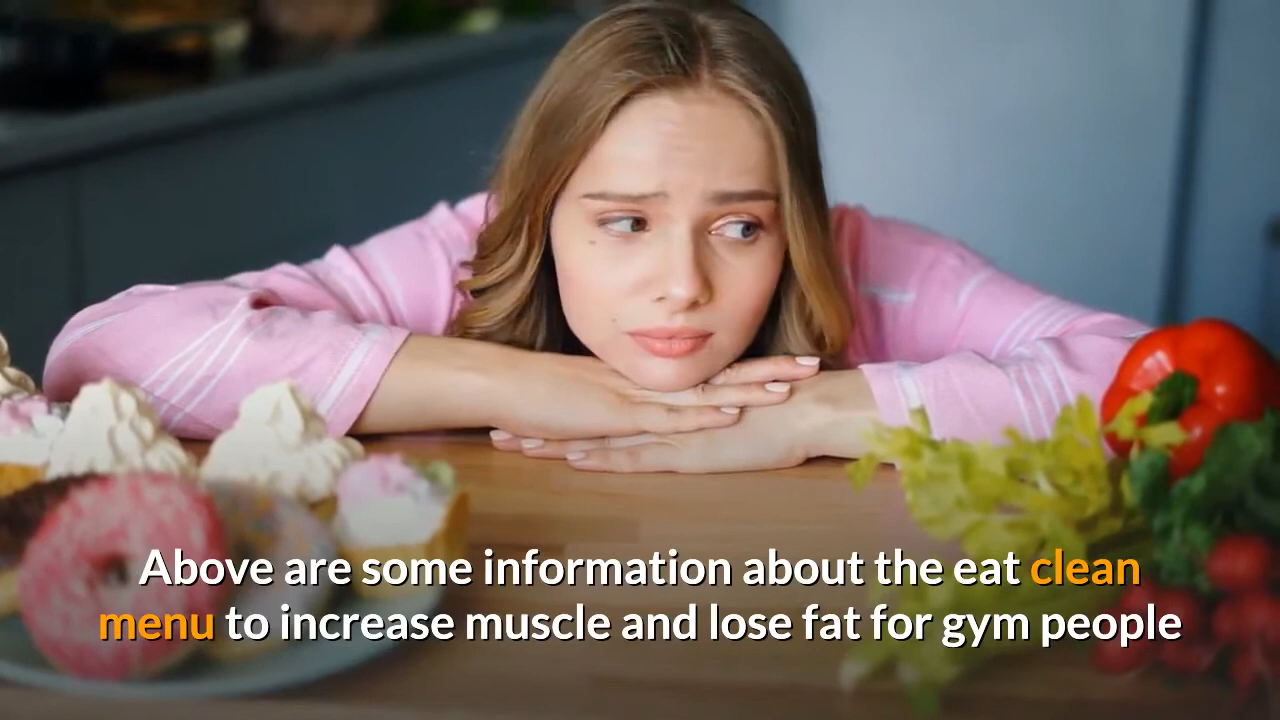 Above are some information about the eat clean
menu to increase muscle and lose fat for gym people